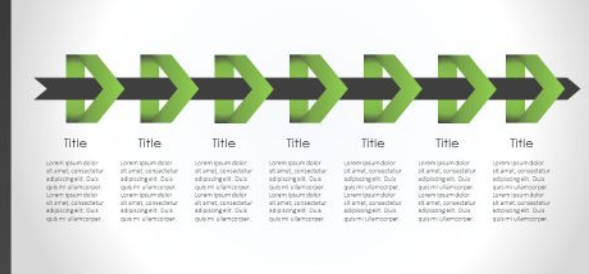 Title
Lorem ipsum dolor
sit amet, consectetur
adipiscing elit. Duis
quis mi ullamcorper.
Lorem ipsum dolor
sit amet, consectetur
adipiscing elit. Duis
quis mi ullamcorper.
Title
Lorem ipsum dolor
sit amet, consectetur
adipiscing elit. Duis
quis mi ullamcorper.
Lorem ipsum dolor
sit amet, consectetur
adipiscing elit. Duis
quis mi ullamcorper.
Title
Lorem ipsum dolor
sit amet, consectetur
adipiscing elit. Duis
quis mi ullamcorper.
Lorem ipsum dolor
sit amet, consectetur
adipiscing elit. Duis
quis mi ullamcorper.
Title
Lorem ipsum dolor
sit amet, consectetur
adipiscing elit. Duis
quis mi ullamcorper.
Lorem ipsum dolor
sit amet, consectetur
adipiscing elit. Duis
quis mi ullamcorper.
Title
Lorem ipsum dolor
sit amet, consectetur
adipiscing elit. Duis
quis mi ullamcorper.
Lorem ipsum dolor
sit amet, consectetur
adipiscing elit. Duis
quis mi ullamcorper.
Title
Lorem ipsum dolor
sit amet, consectetur
adipiscing elit. Duis
quis mi ullamcorper.
Lorem ipsum dolor
sit amet, consectetur
adipiscing elit. Duis
quis mi ullamcorper.
Title
Lorem ipsum dolor
sit amet, consectetur
adipiscing elit. Duis
quis mi ullamcorper.
Lorem ipsum dolor
sit amet, consectetur
adipiscing elit. Duis
quis mi ullamcorper.